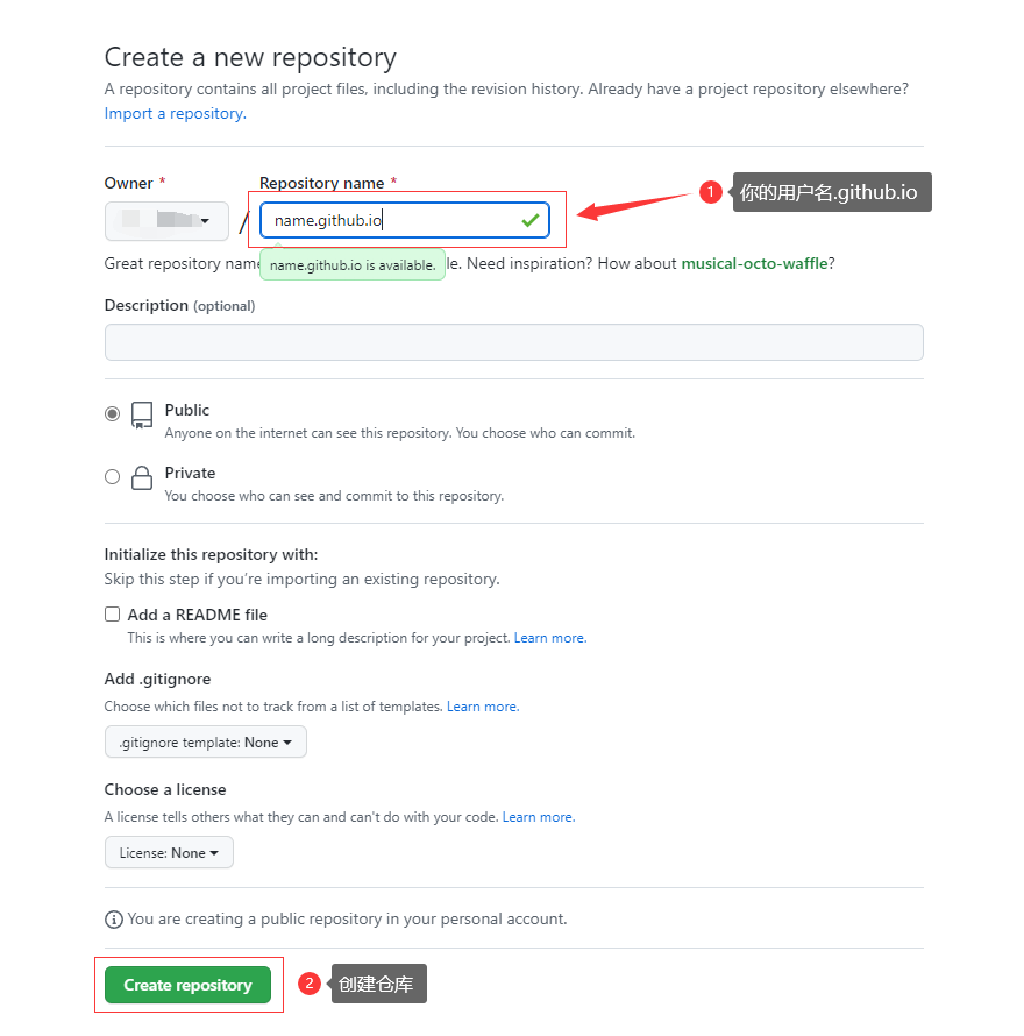 Create a new repository
A repository contains all project files, including the revision history. Already have a project repository elsewhere?
Import a repository.
Owner *
Repository name *
/
name.github.io
1
你的用户名.github.io
Great repository name
name.github.io is available.
le. Need inspiration? How about musical-octo-waffle?
Description (optional)
Public
Anyone on the internet can see this repository. You choose who can commit.
Private
You choose who can see and commit to this repository.
Initialize this repository with:
Skip this step if you're importing an existing repository.
Add a README file
This is where you can write a long description for your project. Learn more.
Add .gitignore
Choose which files not to track from a list of templates. Learn more.
.gitignore template: None
Choose a license
A license tells others what they can and can't do with your code. Learn more.
License: None
You are creating a public repository in your personal account.
Create repository
2
创建仓库